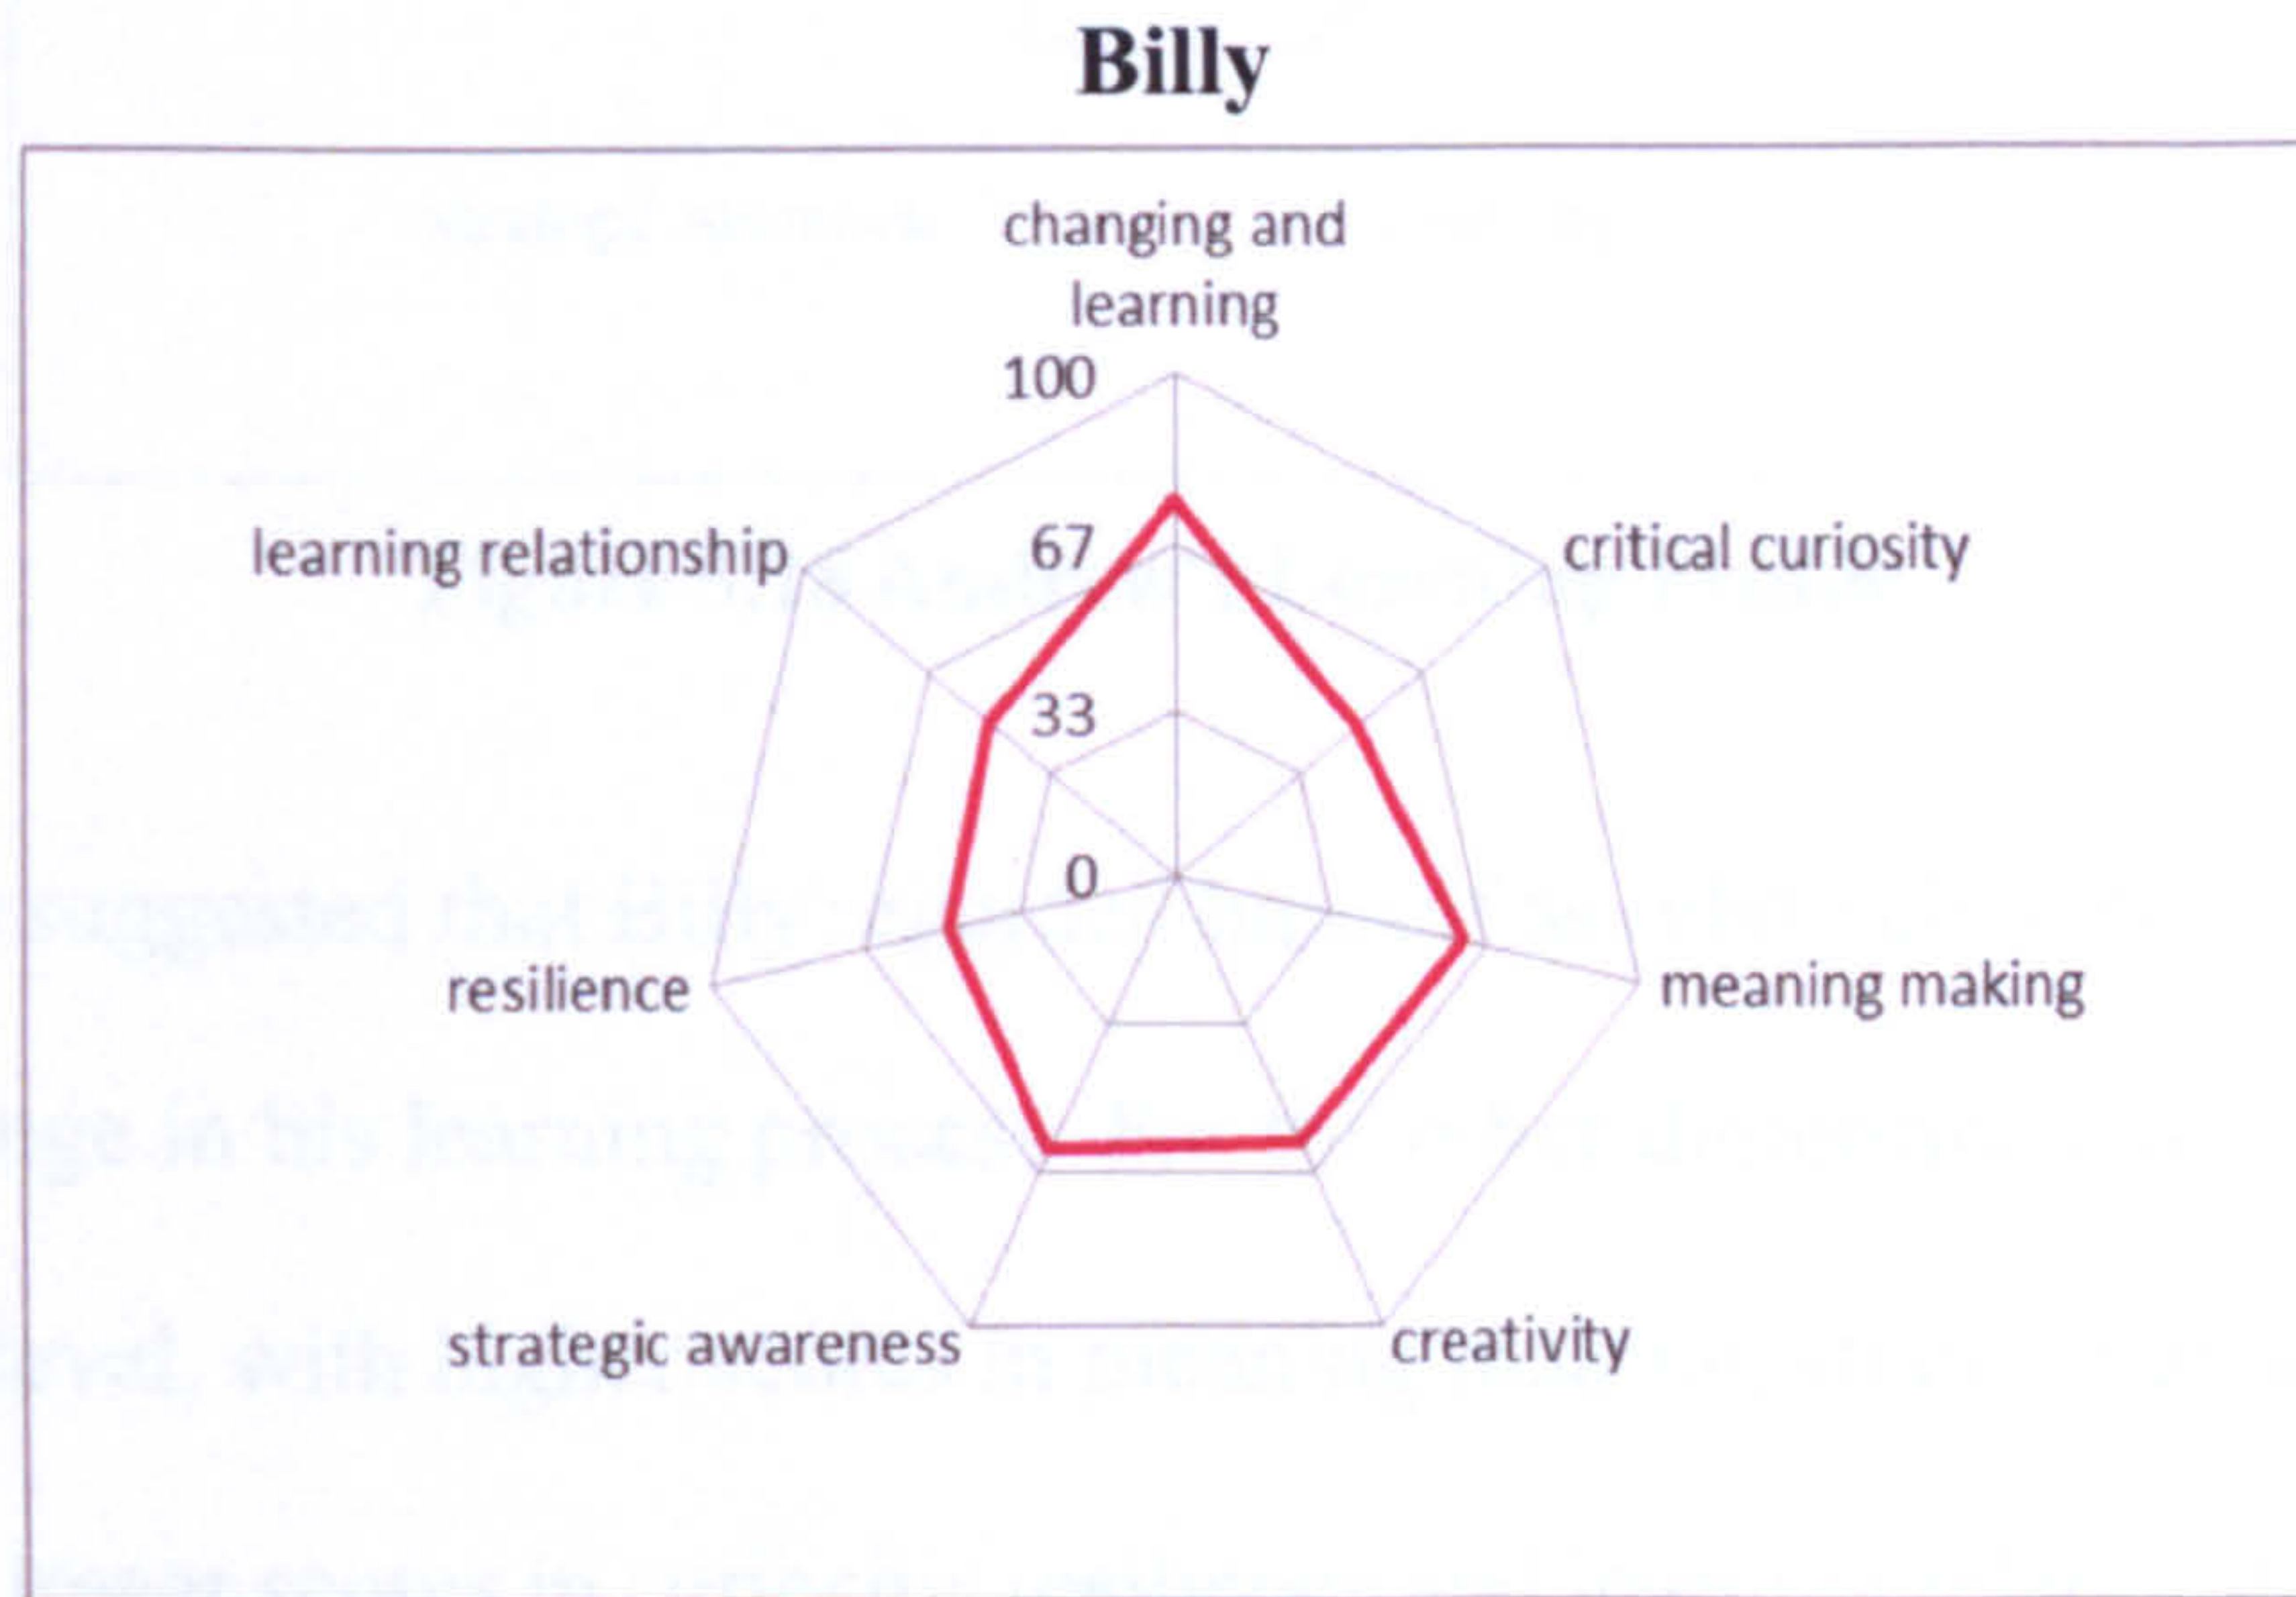 Billy
changing and
learning
100
learning relationship
67
critical curiosity
33
0
resilience
meaning making
strategic awareness
creativity